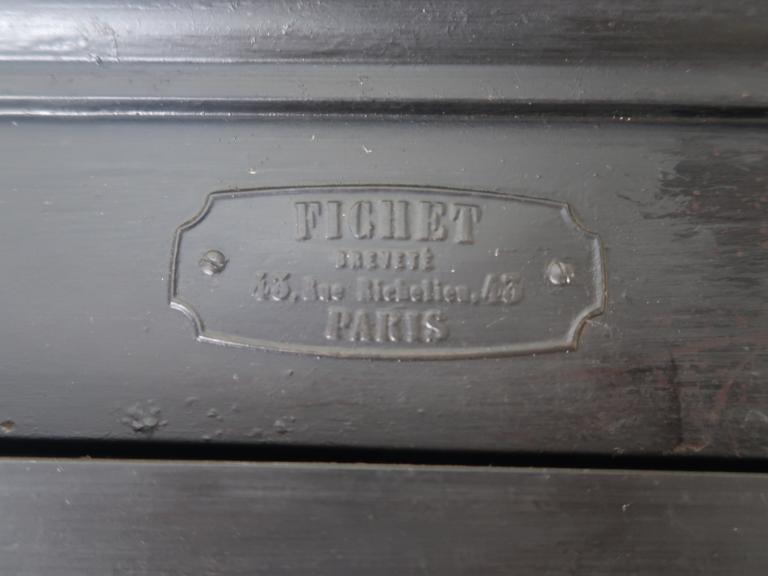 FICHET
BREVETÉ
43, Rue Richelieu, 43
PARIS